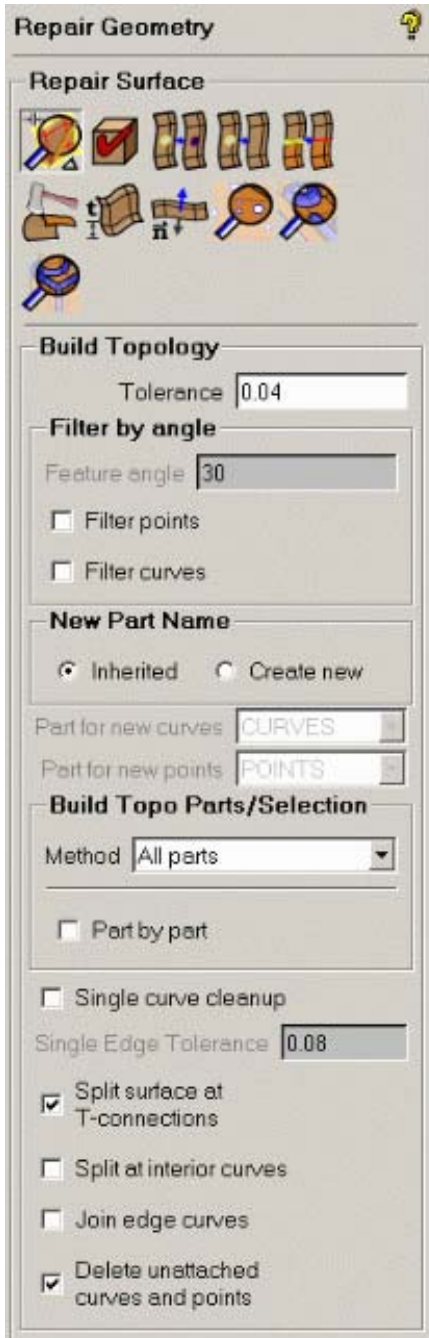 Repair Geometry
Repair Surface
Build Topology
Tolerance 0.04
Filter by angle
Feature angle 30
Filter points
Filter curves
New Part Name
Inherited Create new
Part for new curves CURVES
Part for new points POINTS
Build Topo Parts/Selection
Method All parts
Part by part
Single curve cleanup
Single Edge Tolerance 0.08
Split surface at
T-connections
Split at interior curves
Join edge curves
Delete unattached
curves and points